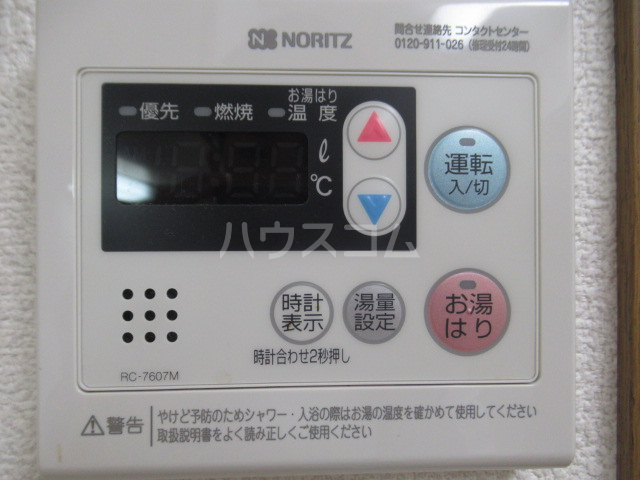 NORITZ
問合せ連絡先 コンタクトセンター
0120-911-026 (修理受付24時間)
優先 燃焼 お湯はり温度
ℓ
℃
運転
入/切
ハウスコム
時計
表示
湯量
設定
お湯
はり
時計合わせ2秒押し
RC-7607M
警告
やけど予防のためシャワー・入浴の際はお湯の温度を確かめて使用してください
取扱説明書をよく読み正しくご使用ください